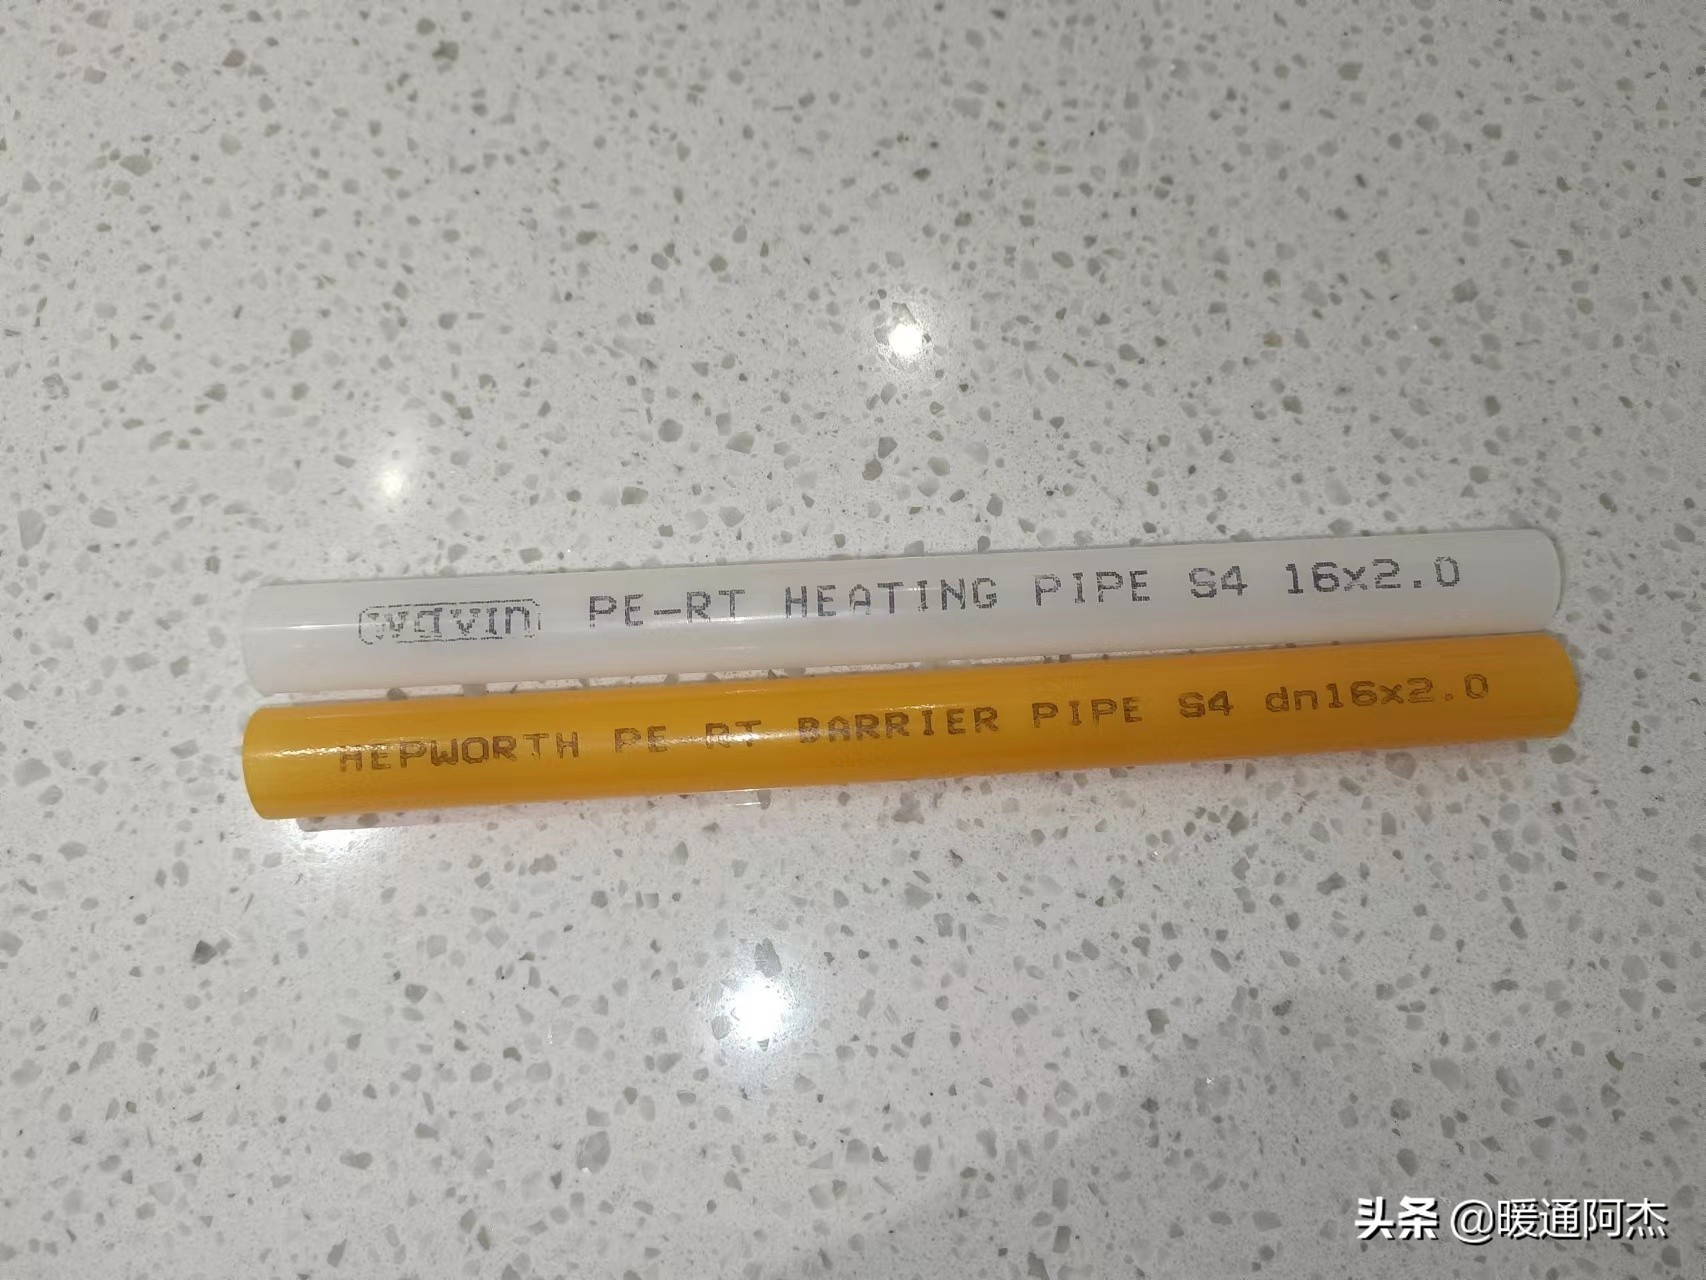 wavin PE-RT HEATING PIPE S4 16x2.0
HEPWORTH PE RT BARRIER PIPE S4 dn16x2.0
头条 @暖通阿杰